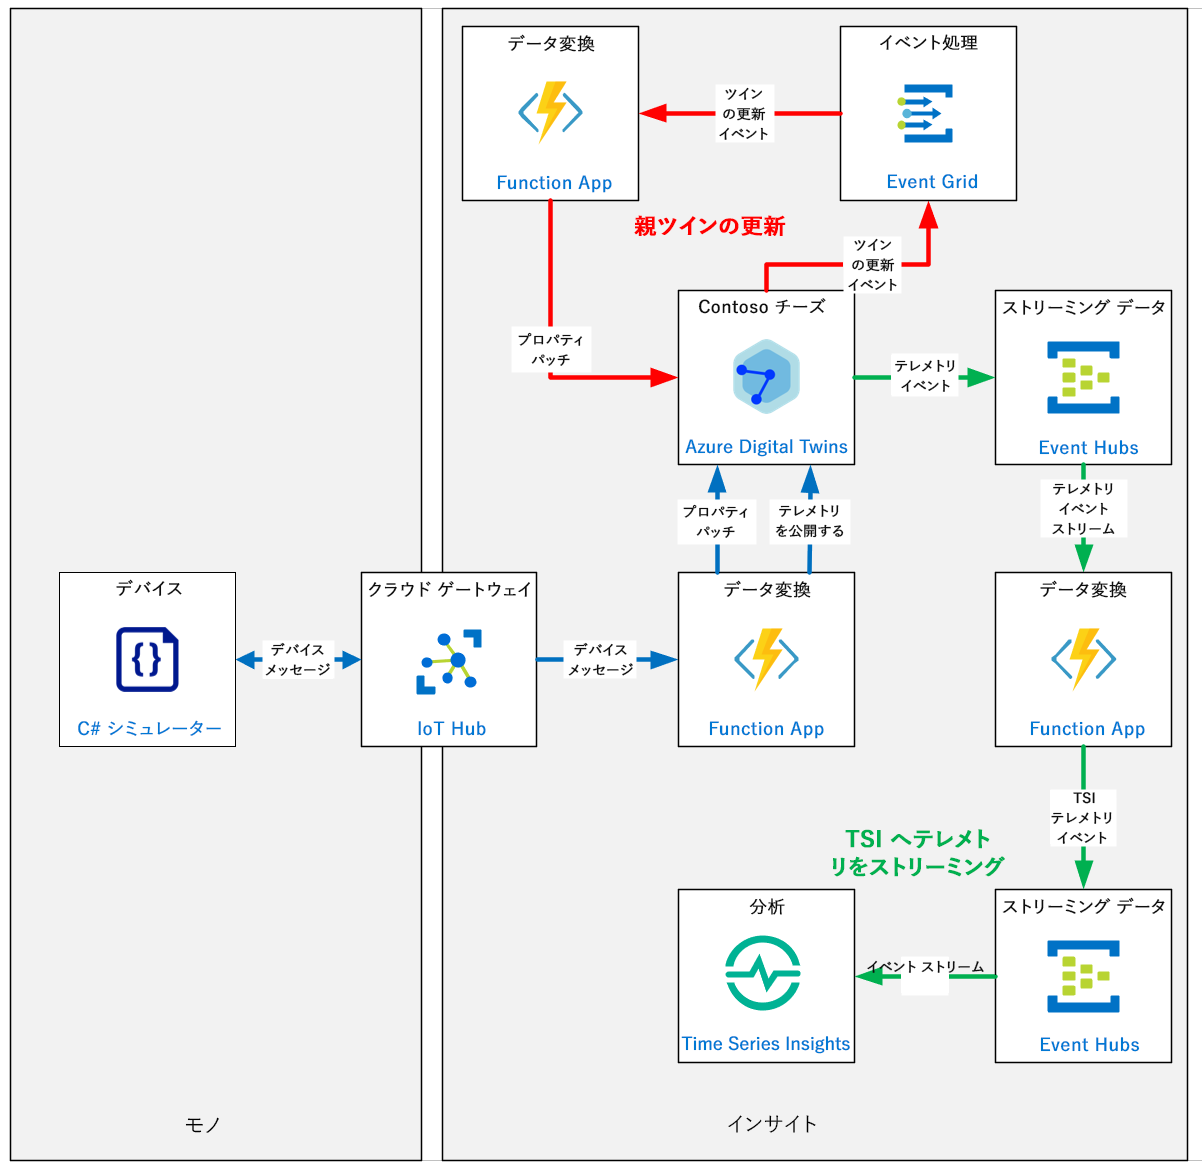 データ変換
Function App
ツイン
の更新
イベント
イベント処理
Event Grid
親ツインの更新
ツイン
の更新
イベント
プロパティ
パッチ
Contoso チーズ
Azure Digital Twins
テレメトリ
イベント
ストリーミング データ
Event Hubs
プロパティ
パッチ
テレメトリ
を公開する
テレメトリ
イベント
ストリーム
デバイス
C# シミュレーター
デバイス
メッセージ
クラウド ゲートウェイ
IoT Hub
デバイス
メッセージ
データ変換
Function App
データ変換
Function App
TSI
テレメトリ
イベント
TSI へテレメト
リをストリーミング
分析
Time Series Insights
イベント ストリーム
ストリーミング データ
Event Hubs
モノ
インサイト